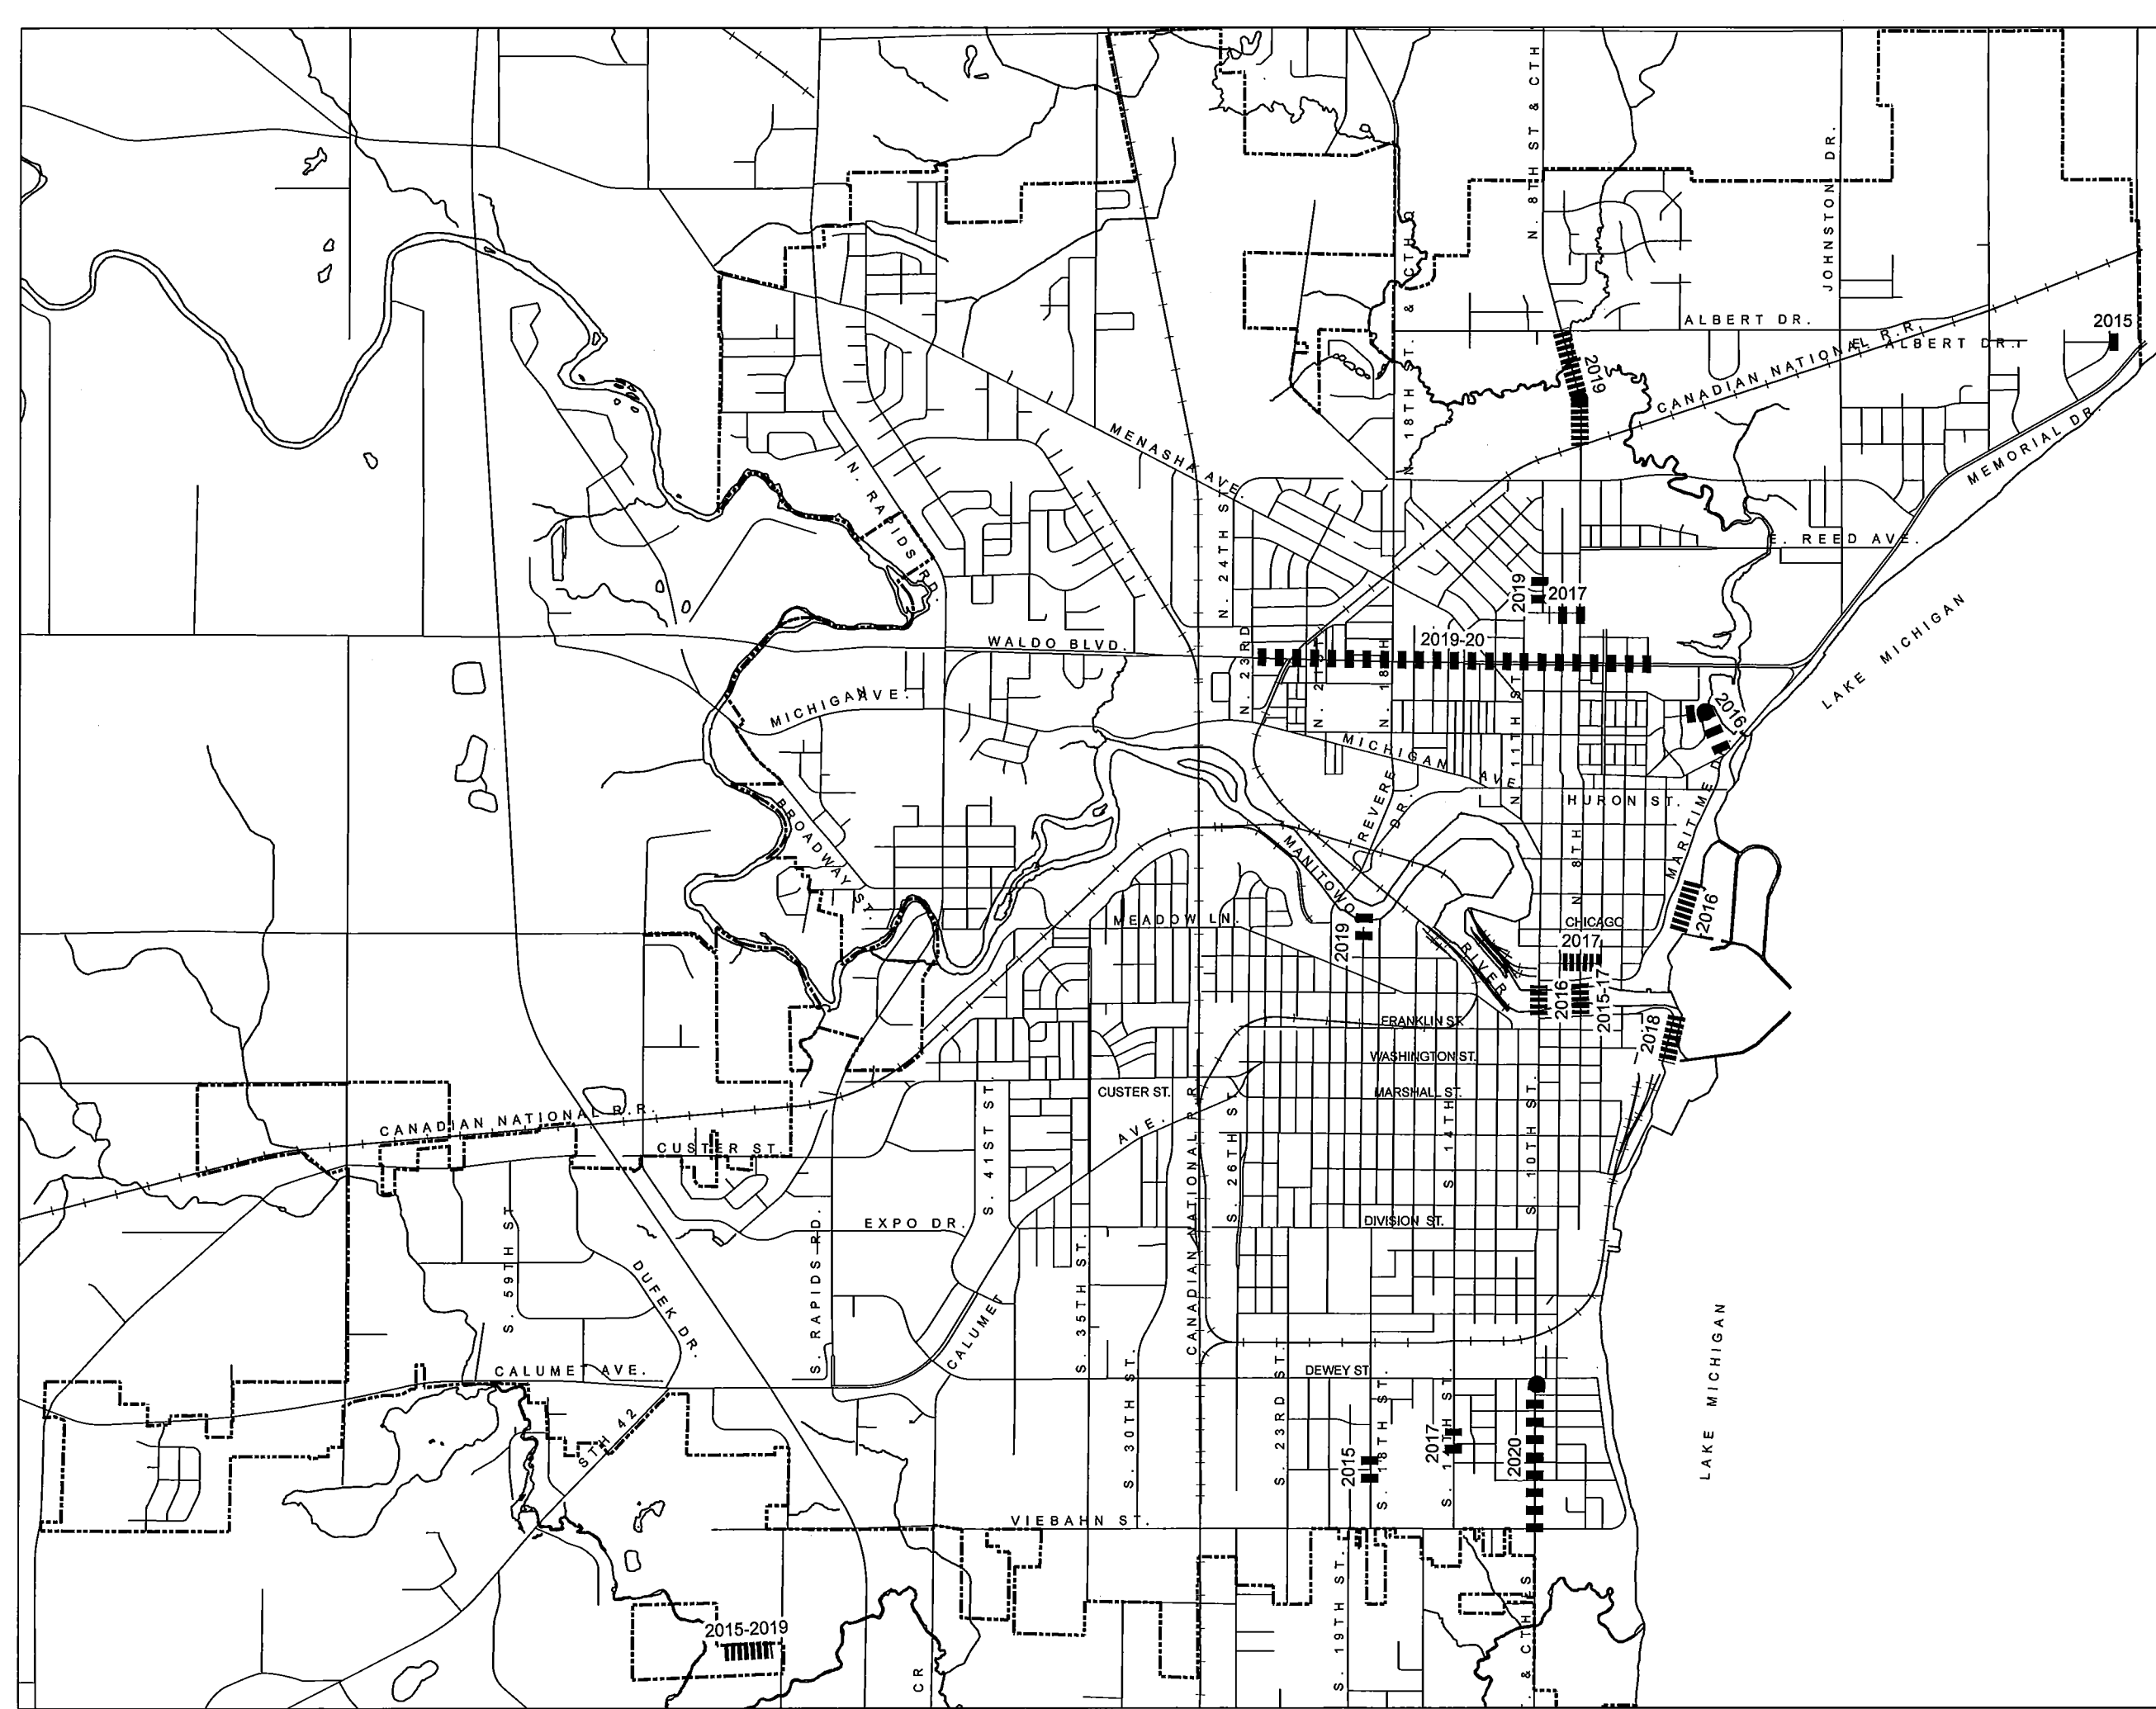 N. 8TH ST & CTH
JOHNSTON DR.
N. 18TH ST. & CTH Q
ALBERT DR.
2015
CANADIAN NATIONAL R.R.
E. ALBERT DR.
2019
MENASHA AVE.
MEMORIAL DR.
N. RAPIDS RD.
N. 24TH S
E. REED AVE.
2019
2017
LAKE MICHIGAN
WALDO BLVD.
2019-20
N. 23RD
N. 21ST
N. 18TH
N. 11TH ST.
MICHIGAN AVE.
2016
MICHIGAN AVE.
REVERE DR.
HURON ST.
MARITIME D
BROADWAY ST.
MANITOWO
RIVER
N. 8TH
MEADOW LN.
CHICAGO
2016
2019
2017
2016
2015-17
FRANKLIN ST.
2018
WASHINGTON ST.
CUSTER ST.
MARSHALL ST.
CANADIAN NATIONAL R.R.
CUSTER ST.
S. 41ST ST.
CALUMET AVE.
CANADIAN NATIONAL R.R.
S. 26TH ST.
S. 14TH
S. 10TH ST.
S. 59TH ST
EXPO DR.
DIVISION ST.
DUFEK DR.
S. RAPIDS RD.
S. 35TH ST.
LAKE MICHIGAN
CALUMET AVE.
DEWEY ST
S. 30TH ST.
S. 23RD ST.
S. 18TH ST.
S. 14TH ST.
STH 42
2015
2017
2020
VIEBAHN ST.
S. 19TH ST.
2015-2019
CR
& CTH LS